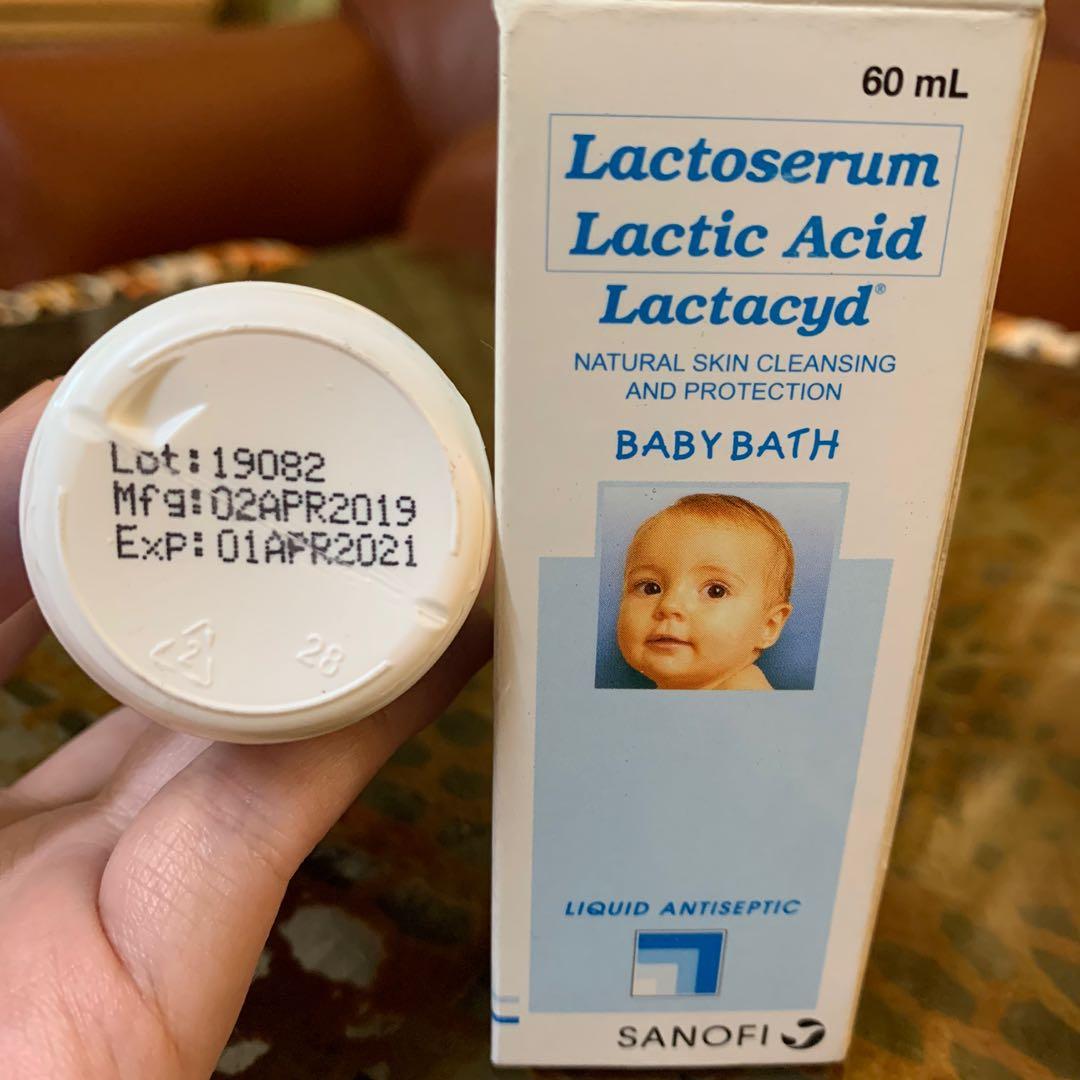 Lot:19082
Mfg:02APR2019
Exp:01APR2021
2
28
60 mL
Lactoserum
Lactic Acid
Lactacyd®
NATURAL SKIN CLEANSING
AND PROTECTION
BABY BATH
LIQUID ANTISEPTIC
SANOFI